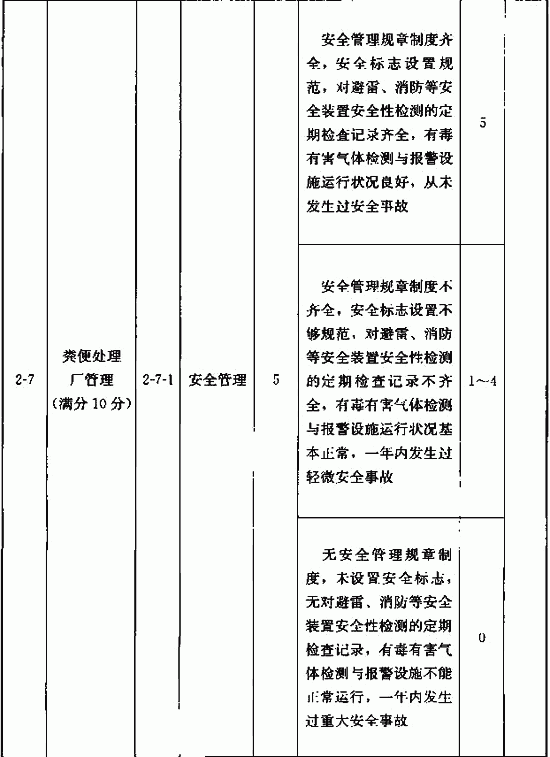 安全管理规章制度齐
全，安全标志设置规
范，对避雷、消防等安
全装置安全性检测的定
期检查记录齐全，有毒
有害气体检测与报警设
施运行状况良好，从未
发生过安全事故
5
2-7
粪便处理
厂管理
（满分10分）
2-7-1
安全管理
5
安全管理规章制度不
齐全，安全标志设置不
够规范，对避雷、消防
等安全装置安全性检测
的定期检查记录不齐
全，有毒有害气体检测
与报警设施运行状况基
本正常，一年内发生过
轻微安全事故
1～4
无安全管理规章制
度，未设置安全标志，
无对避雷、消防等安全
装置安全性检测的定期
检查记录，有毒有害气
体检测与报警设施不能
正常运行，一年内发生
过重大安全事故
0